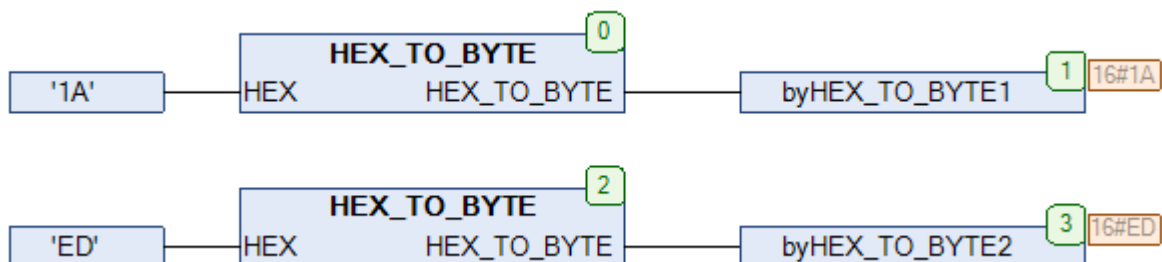 0
HEX_TO_BYTE
'1A' HEX HEX_TO_BYTE byHEX_TO_BYTE1 1 16#1A
2
HEX_TO_BYTE
'ED' HEX HEX_TO_BYTE byHEX_TO_BYTE2 3 16#ED